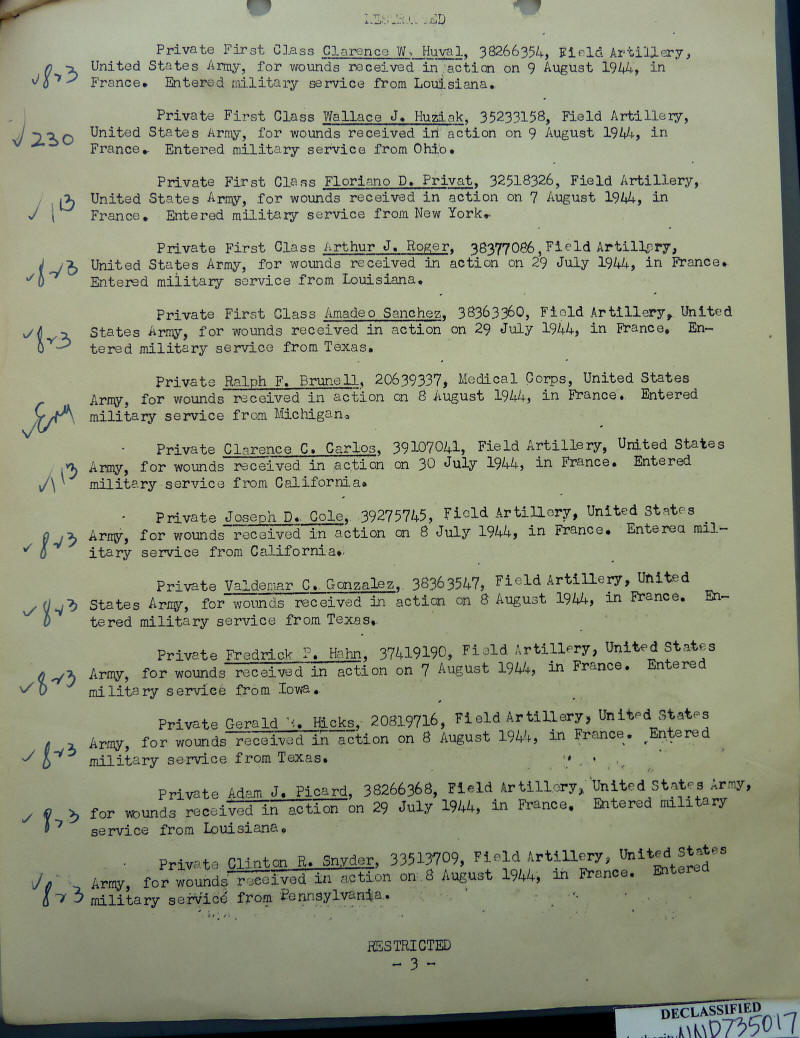 RESTRICTED
Private First Class Clarence W. Huval, 38266354, Field Artillery,
United States Army, for wounds received in action on 9 August 1944, in
France. Entered military service from Louisiana.
873
Private First Class Wallace J. Huziak, 35233158, Field Artillery,
United States Army, for wounds received in action on 9 August 1944, in
France. Entered military service from Ohio.
230
Private First Class Floriano D. Privat, 32518326, Field Artillery,
United States Army, for wounds received in action on 7 August 1944, in
France. Entered military service from New York.
Private First Class Arthur J. Roger, 38377086, Field Artillery,
United States Army, for wounds received in action on 29 July 1944, in France.
Entered military service from Louisiana.
873
Private First Class Amadeo Sanchez, 38363360, Field Artillery, United
States Army, for wounds received in action on 29 July 1944, in France. En-
tered military service from Texas.
873
Private Ralph F. Brunell, 20639337, Medical Corps, United States
Army, for wounds received in action on 8 August 1944, in France. Entered
military service from Michigan.
Private Clarence C. Carlos, 39107041, Field Artillery, United States
Army, for wounds received in action on 30 July 1944, in France. Entered
military service from California.
Private Joseph D. Cole, 39275745, Field Artillery, United States
Army, for wounds received in action on 8 July 1944, in France. Entered mil-
itary service from California.
873
Private Valdemar C. Gonzalez, 38363547, Field Artillery, United
States Army, for wounds received in action on 8 August 1944, in France. En-
tered military service from Texas.
873
Private Fredrick P. Hahn, 37419190, Field Artillery, United States
Army, for wounds received in action on 7 August 1944, in France. Entered
military service from Iowa.
873
Private Gerald Hicks, 20819716, Field Artillery, United States
Army, for wounds received in action on 8 August 1944, in France. Entered
military service from Texas.
873
Private Adam J. Picard, 38266368, Field Artillery, United States Army,
for wounds received in action on 29 July 1944, in France. Entered military
service from Louisiana.
873
Private Clinton R. Snyder, 33513709, Field Artillery, United States
Army, for wounds received in action on 8 August 1944, in France. Entered
military service from Pennsylvania.
873
RESTRICTED
- 3 -
DECLASSIFIED
NND735017